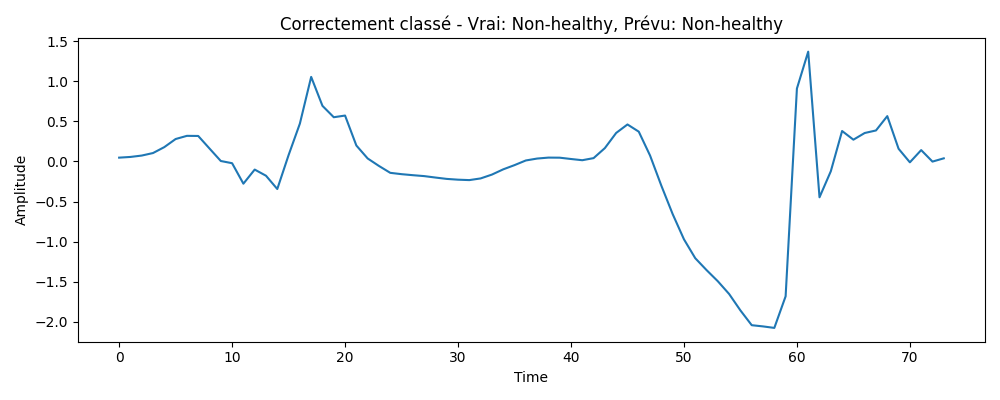 Correctement classé - Vrai: Non-healthy, Prévu: Non-healthy
Amplitude
1.5
1.0
0.5
0.0
−0.5
−1.0
−1.5
−2.0
0 10 20 30 40 50 60 70
Time